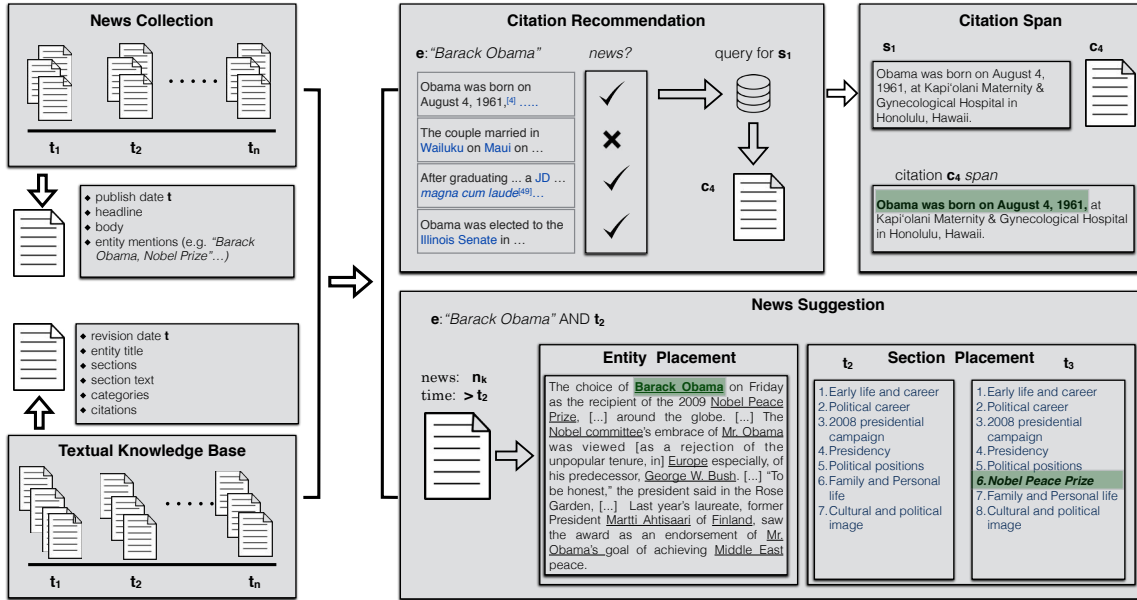 News Collection
t1 t2 tn
◆ publish date t
◆ headline
◆ body
◆ entity mentions (e.g. “Barack
Obama, Nobel Prize”…)
◆ revision date t
◆ entity title
◆ sections
◆ section text
◆ categories
◆ citations
Textual Knowledge Base
t1 t2 tn
Citation Recommendation
e:“Barack Obama” news? query for s1
Obama was born on
August 4, 1961,[4] …..
The couple married in
Wailuku on Maui on …
After graduating ... a JD …
magna cum laude[49]…
Obama was elected to the
Illinois Senate in …
c4
Citation Span
s1 c4
Obama was born on August 4,
1961, at Kapiʻolani Maternity &
Gynecological Hospital in
Honolulu, Hawaii.
citation c4 span
Obama was born on August 4, 1961, at
Kapiʻolani Maternity & Gynecological Hospital
in Honolulu, Hawaii.
News Suggestion
e:“Barack Obama” AND t2
news: nk
time: > t2
Entity Placement
The choice of Barack Obama on Friday
as the recipient of the 2009 Nobel Peace
Prize, [...] around the globe. [...] The
Nobel committee’s embrace of Mr. Obama
was viewed [as a rejection of the
unpopular tenure, in] Europe especially, of
his predecessor, George W. Bush. [...] “To
be honest,” the president said in the Rose
Garden, [...] Last year’s laureate, former
President Martti Ahtisaari of Finland, saw
the award as an endorsement of Mr.
Obama’s goal of achieving Middle East
peace.
Section Placement
t2
1.Early life and career
2.Political career
3.2008 presidential
campaign
4.Presidency
5.Political positions
6.Family and Personal
life
7.Cultural and political
image
t3
1.Early life and career
2.Political career
3.2008 presidential
campaign
4.Presidency
5.Political positions
6.Nobel Peace Prize
7.Family and Personal life
8.Cultural and political
image